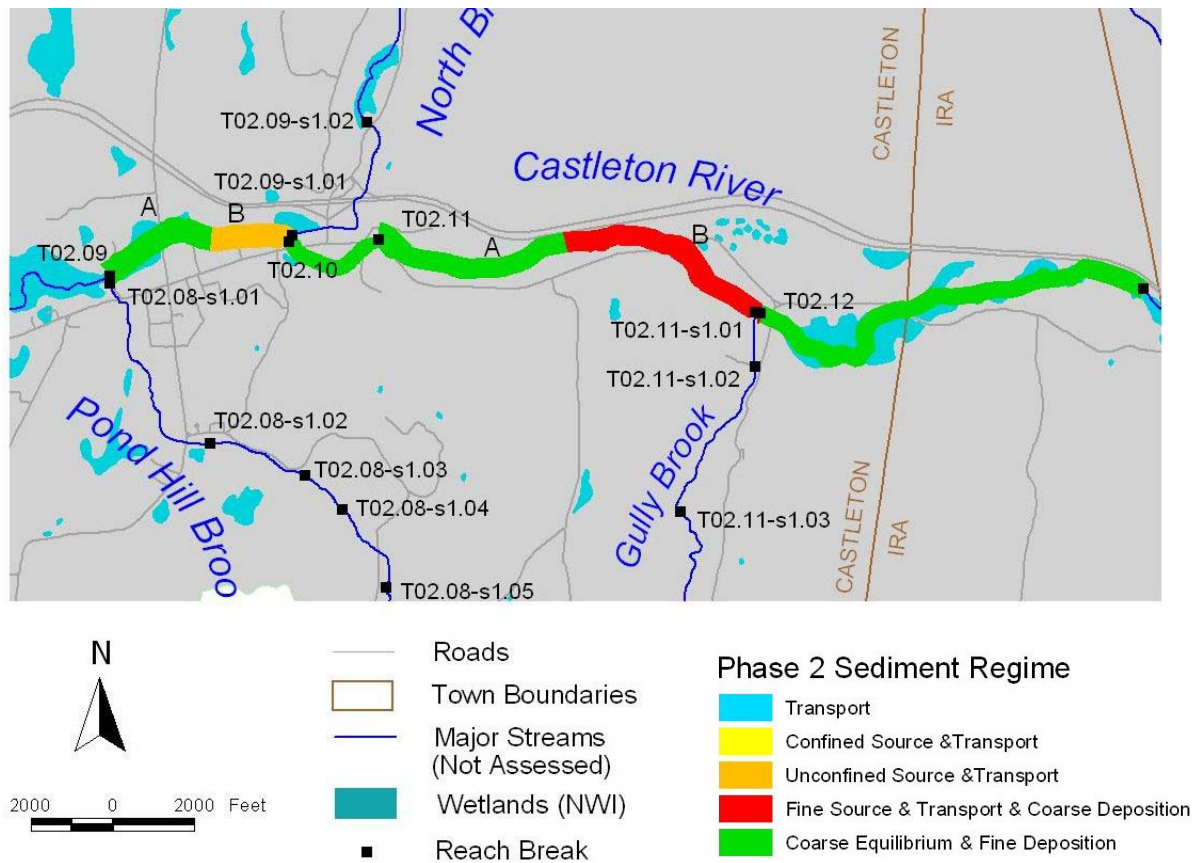 North Br
T02.09-s1.02
CASTLETON
IRA
Castleton River
T02.09-s1.01
A
B
T02.11
A
B
T02.09
T02.10
T02.08-s1.01
T02.12
T02.11-s1.01
T02.11-s1.02
Pond Hill Broo
T02.08-s1.02
Gully Brook
T02.08-s1.03
T02.08-s1.04
T02.11-s1.03
CASTLETON
IRA
T02.08-s1.05
N
2000 0 2000 Feet
Roads
Town Boundaries
Major Streams
(Not Assessed)
Wetlands (NWI)
Reach Break
Phase 2 Sediment Regime
Transport
Confined Source &Transport
Unconfined Source &Transport
Fine Source & Transport & Coarse Deposition
Coarse Equilibrium & Fine Deposition